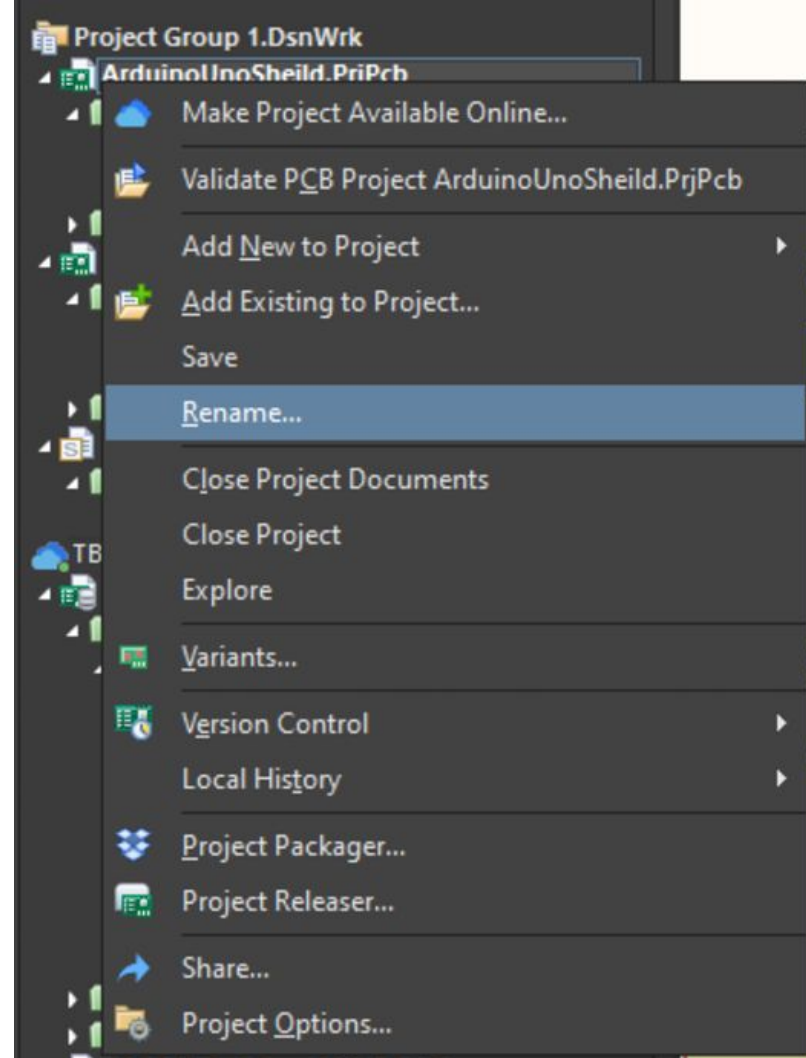 Project Group 1.DsnWrk
ArduinoUnoSheild.PrjPcb
Make Project Available Online...
Validate PCB Project ArduinoUnoSheild.PrjPcb
Add New to Project
Add Existing to Project...
Save
Rename...
S
Close Project Documents
Close Project
TB
Explore
Variants...
Version Control
Local History
Project Packager...
Project Releaser...
Share...
Project Options...